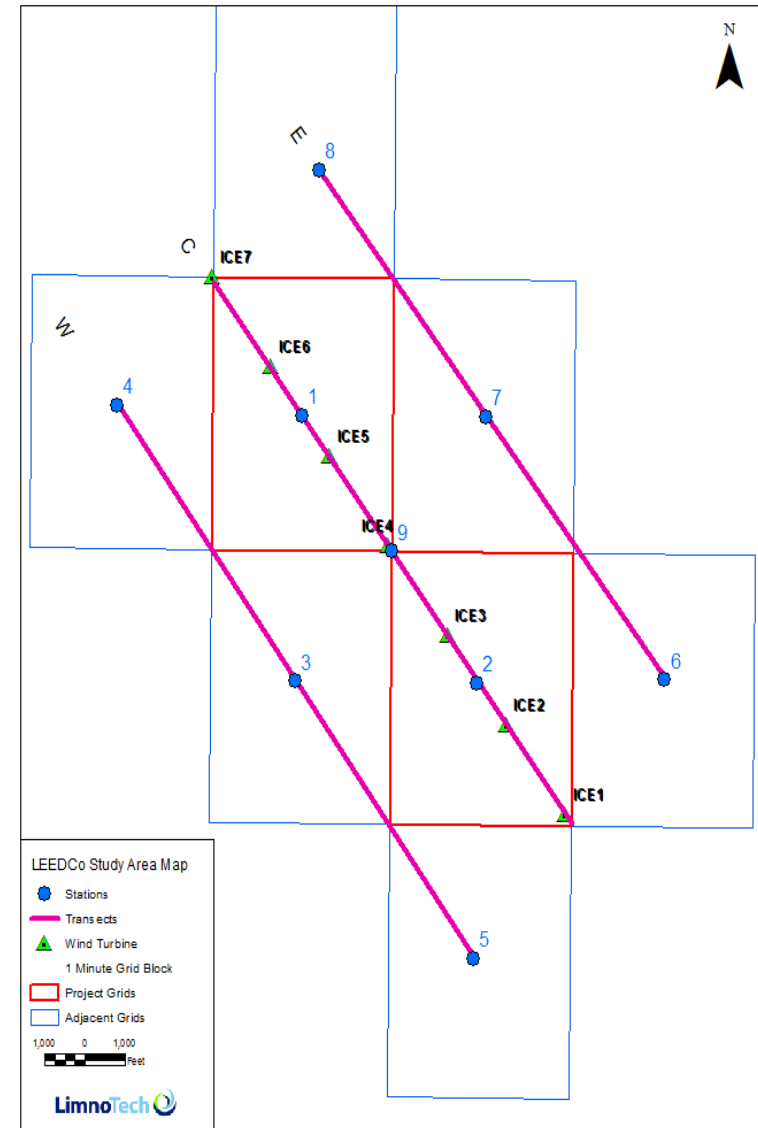 N
E
8
C
ICE7
W
ICE6
4
1
7
ICE5
ICE4
9
ICE3
3
2
6
ICE2
ICE1
5
LEEDCo Study Area Map
Stations
Transects
Wind Turbine
1 Minute Grid Block
Project Grids
Adjacent Grids
1,000 0 1,000
Feet
LimnoTech